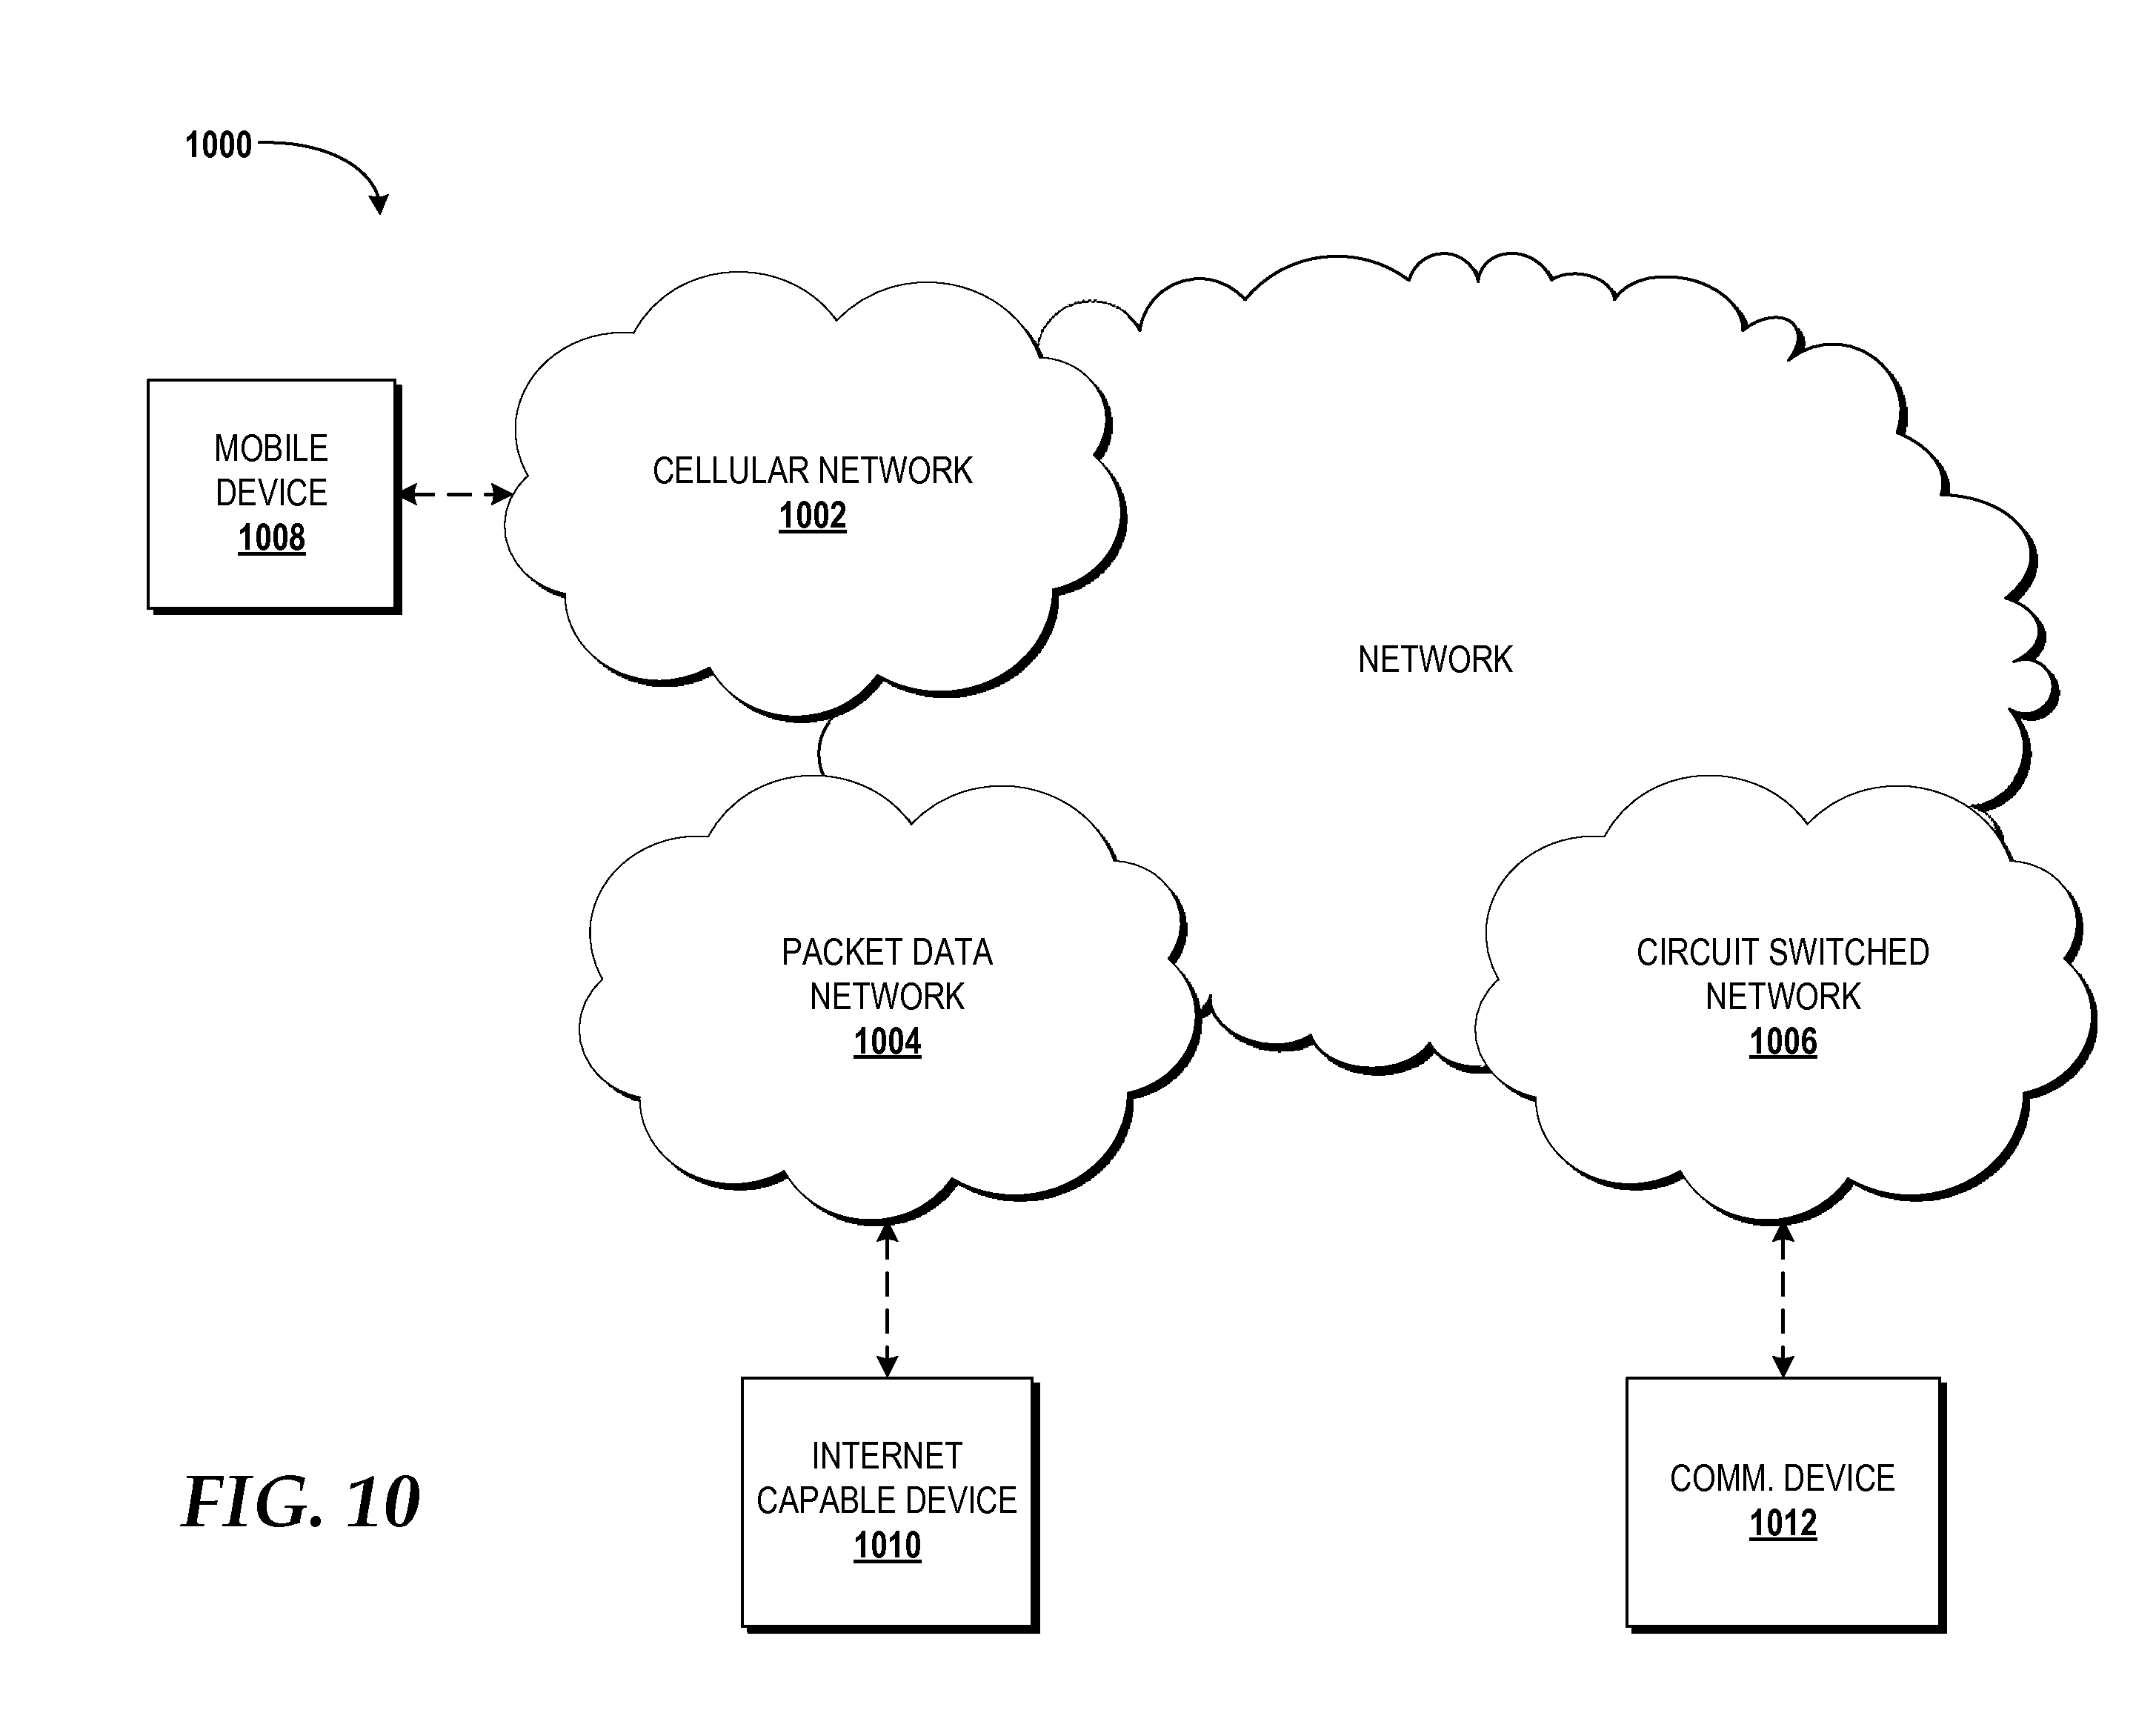 1000
MOBILE
DEVICE
1008
CELLULAR NETWORK
1002
NETWORK
PACKET DATA
NETWORK
1004
CIRCUIT SWITCHED
NETWORK
1006
INTERNET
CAPABLE DEVICE
1010
COMM. DEVICE
1012
FIG. 10